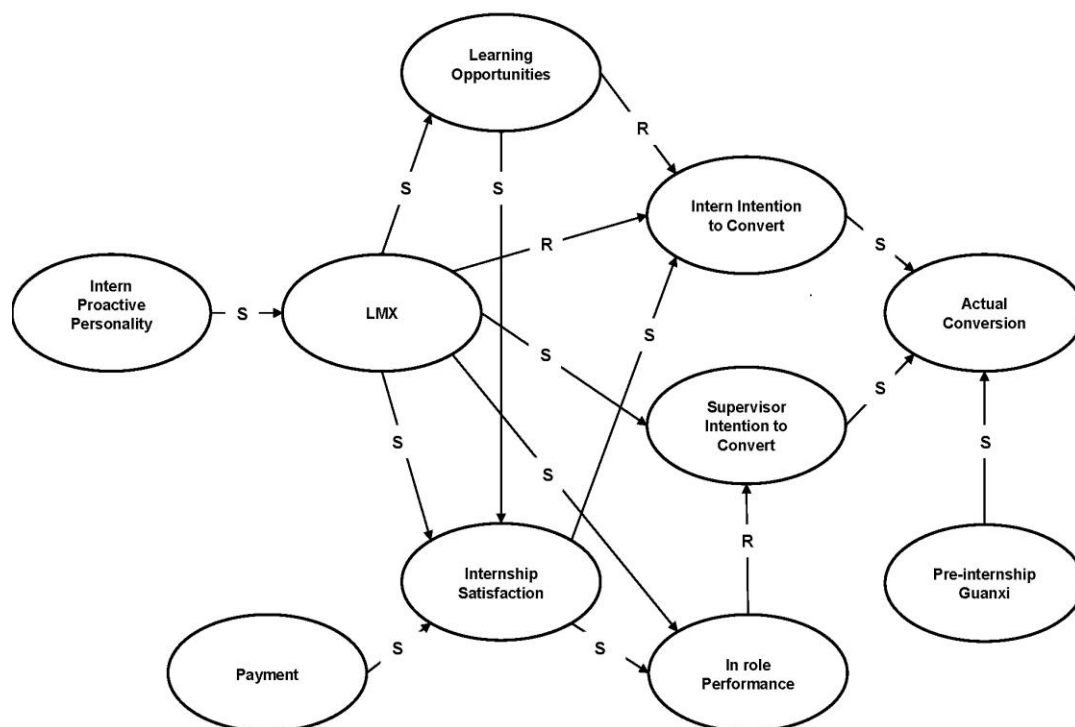 Learning
Opportunities
R
S
S
Intern Intention
to Convert
R
S
Intern
Proactive
Personality
S
LMX
Actual
Conversion
S
S
S
Supervisor
Intention to
Convert
S
S
S
R
Internship
Satisfaction
Pre-internship
Guanxi
S
S
Payment
In role
Performance